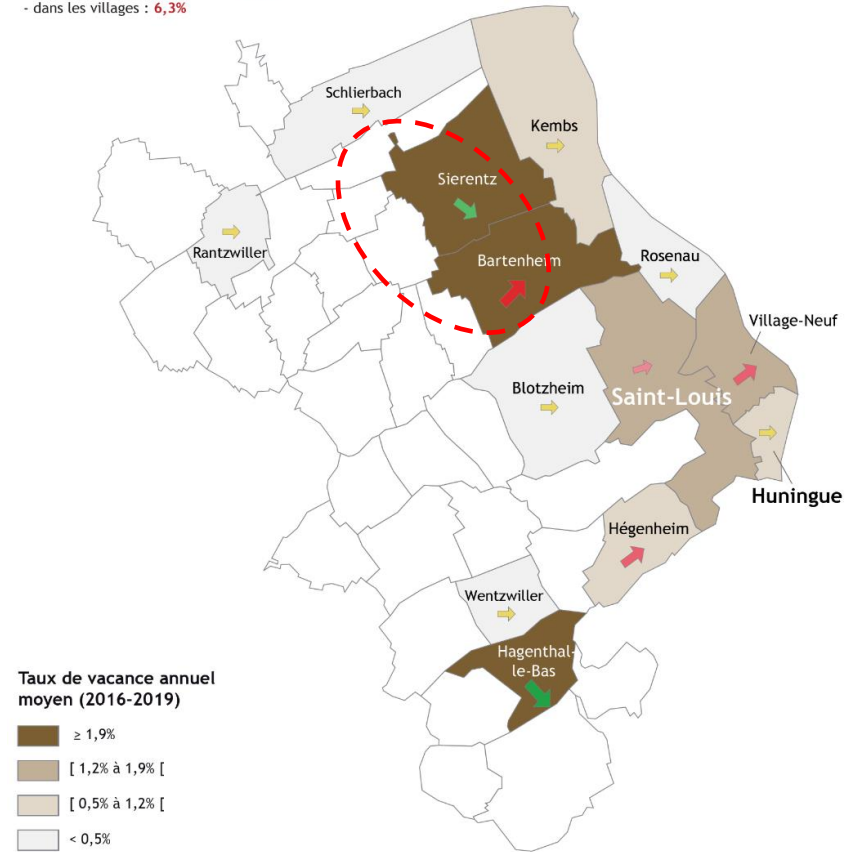 - dans les villages : 6,3%
Schlierbach
Kembs
Sierentz
Rantzwiller
Bartenheim
Rosenau
Village-Neuf
Blotzheim
Saint-Louis
Huningue
Hégenheim
Wentzwiller
Hagenthal-
le-Bas
Taux de vacance annuel
moyen (2016-2019)
≥ 1,9%
[ 1,2% à 1,9% [
[ 0,5% à 1,2% [
< 0,5%